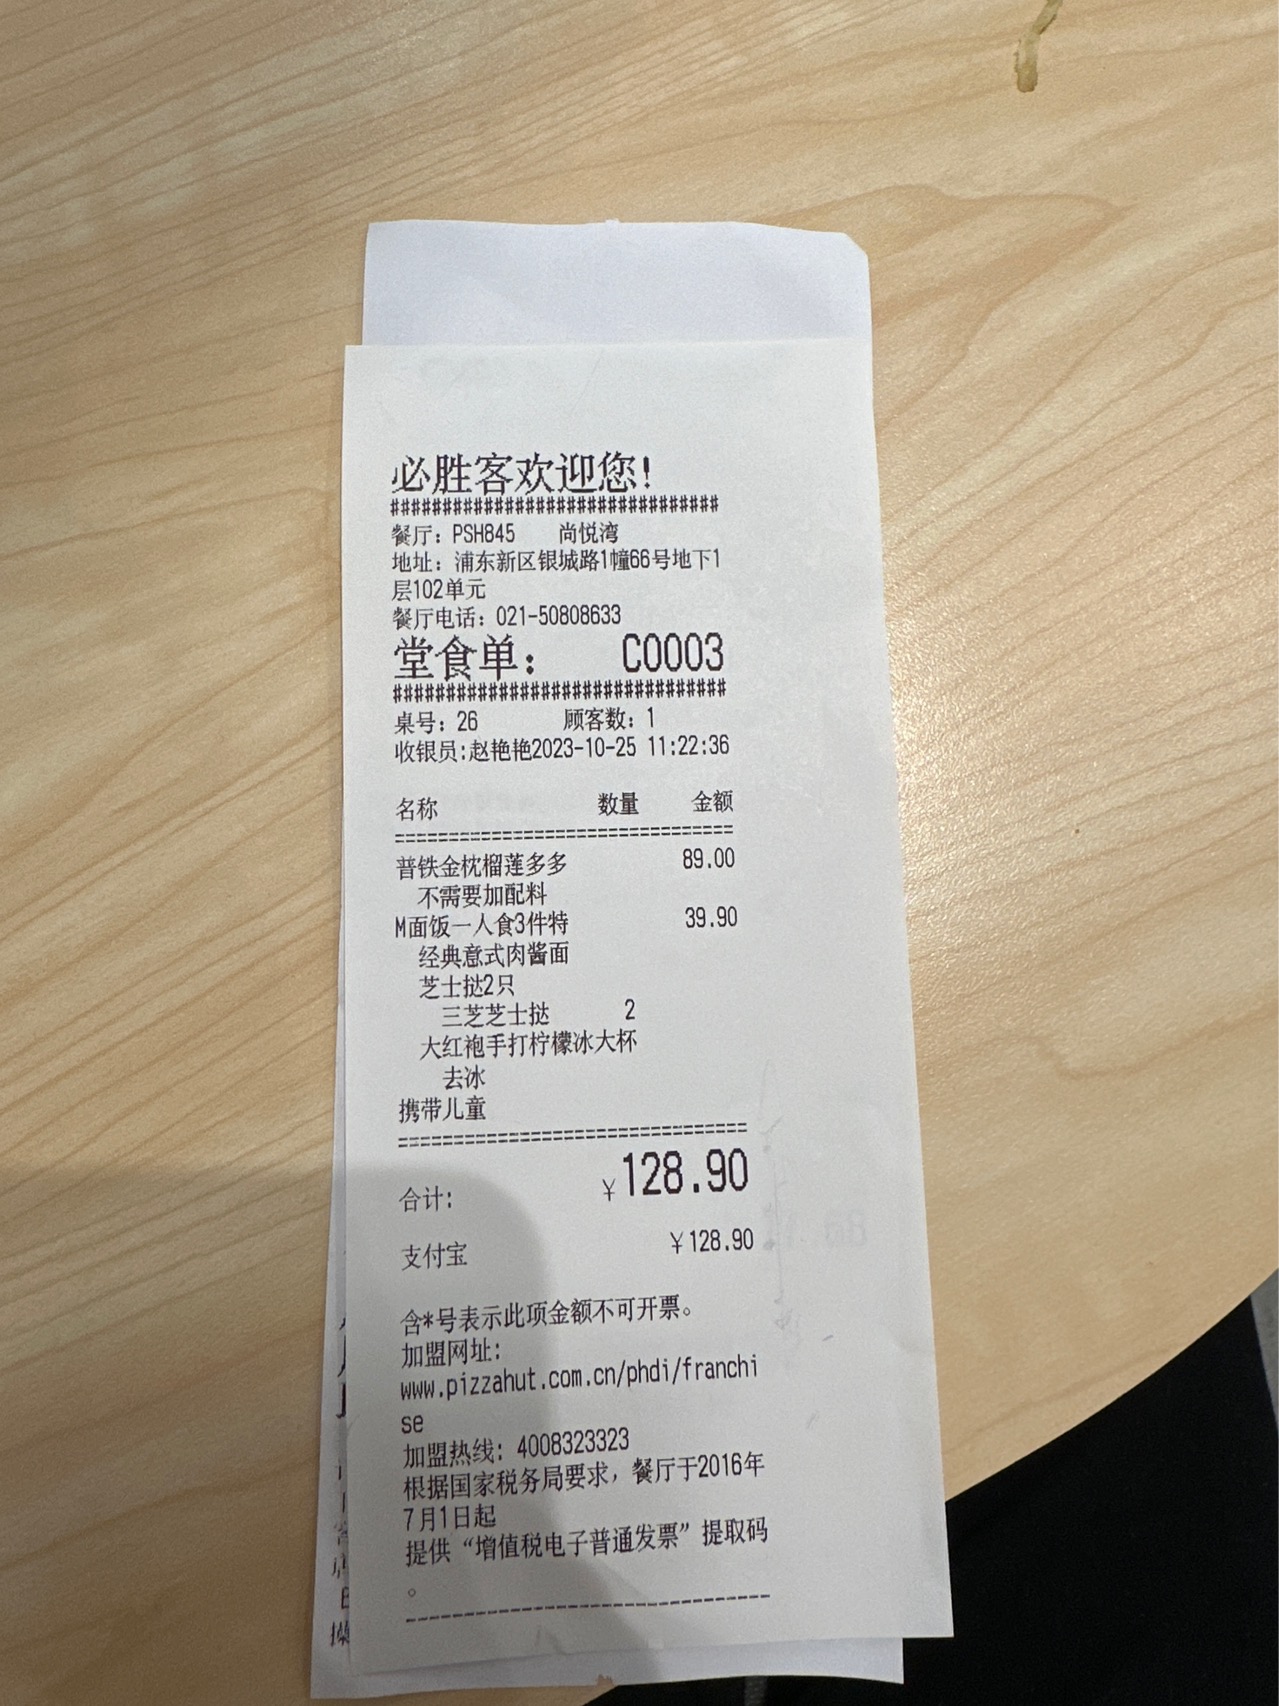 必胜客欢迎您!
###############################
餐厅: PSH845 尚悦湾
地址: 浦东新区银城路1幢66号地下1
层102单元
餐厅电话: 021-50808633
堂食单: C0003
###############################
桌号: 26 顾客数: 1
收银员:赵艳艳2023-10-25 11:22:36
名称 数量 金额
===============================
普铁金枕榴莲多多 89.00
不需要加配料
M面饭一人食3件特 39.90
经典意式肉酱面
芝士挞2只
三芝芝士挞 2
大红袍手打柠檬冰大杯
去冰
携带儿童
===============================
合计: ¥128.90
支付宝 ¥128.90
含*号表示此项金额不可开票。
加盟网址:
www.pizzahut.com.cn/phdi/franchi
se
加盟热线: 4008323323
根据国家税务局要求，餐厅于2016年
7月1日起
提供“增值税电子普通发票”提取码
。
--------------------------------